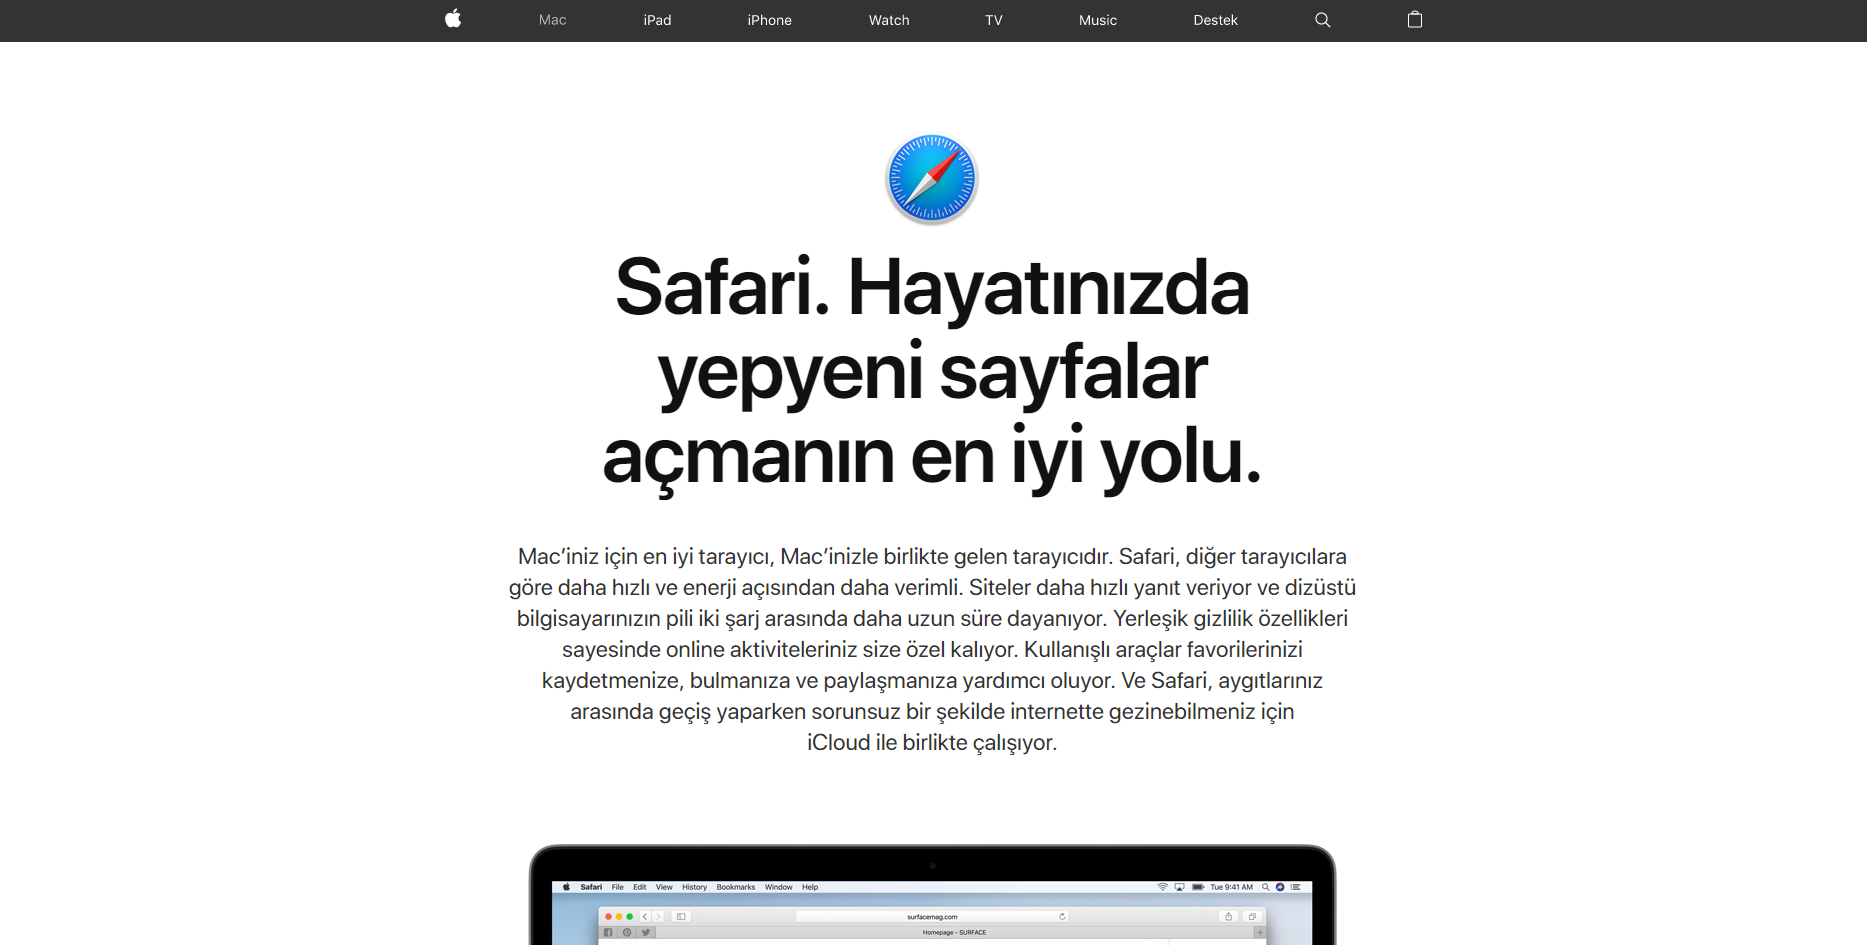 Mac
iPad
iPhone
Watch
TV
Music
Destek
Safari. Hayatınızda
yepyeni sayfalar
açmanın en iyi yolu.
Mac’iniz için en iyi tarayıcı, Mac’inizle birlikte gelen tarayıcıdır. Safari, diğer tarayıcılara
göre daha hızlı ve enerji açısından daha verimli. Siteler daha hızlı yanıt veriyor ve dizüstü
bilgisayarınızın pili iki şarj arasında daha uzun süre dayanıyor. Yerleşik gizlilik özellikleri
sayesinde online aktiviteleriniz size özel kalıyor. Kullanışlı araçlar favorilerinizi
kaydetmenize, bulmanıza ve paylaşmanıza yardımcı oluyor. Ve Safari, aygıtlarınız
arasında geçiş yaparken sorunsuz bir şekilde internette gezinebilmeniz için
iCloud ile birlikte çalışıyor.
Safari File Edit View History Bookmarks Window Help Tue 9:41 AM
surfacemag.com
Homepage - SURFACE